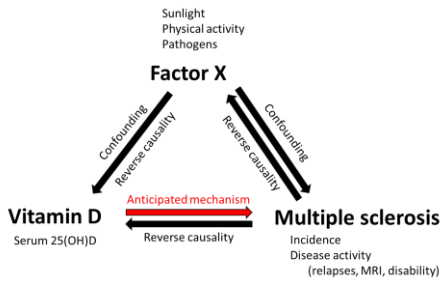 Sunlight
Physical activity
Pathogens
Factor X
Confounding
Reverse causality
Reverse causality
Confounding
Anticipated mechanism
Vitamin D
Multiple sclerosis
Serum 25(OH)D
Reverse causality
Incidence
Disease activity
(relapses, MRI, disability)